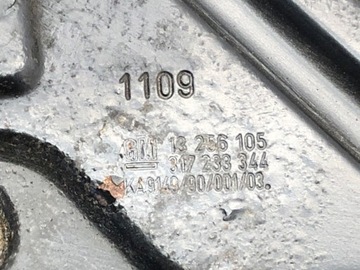 1109
GM 13 256 105
317 233 344
KA9149/90/001/03.